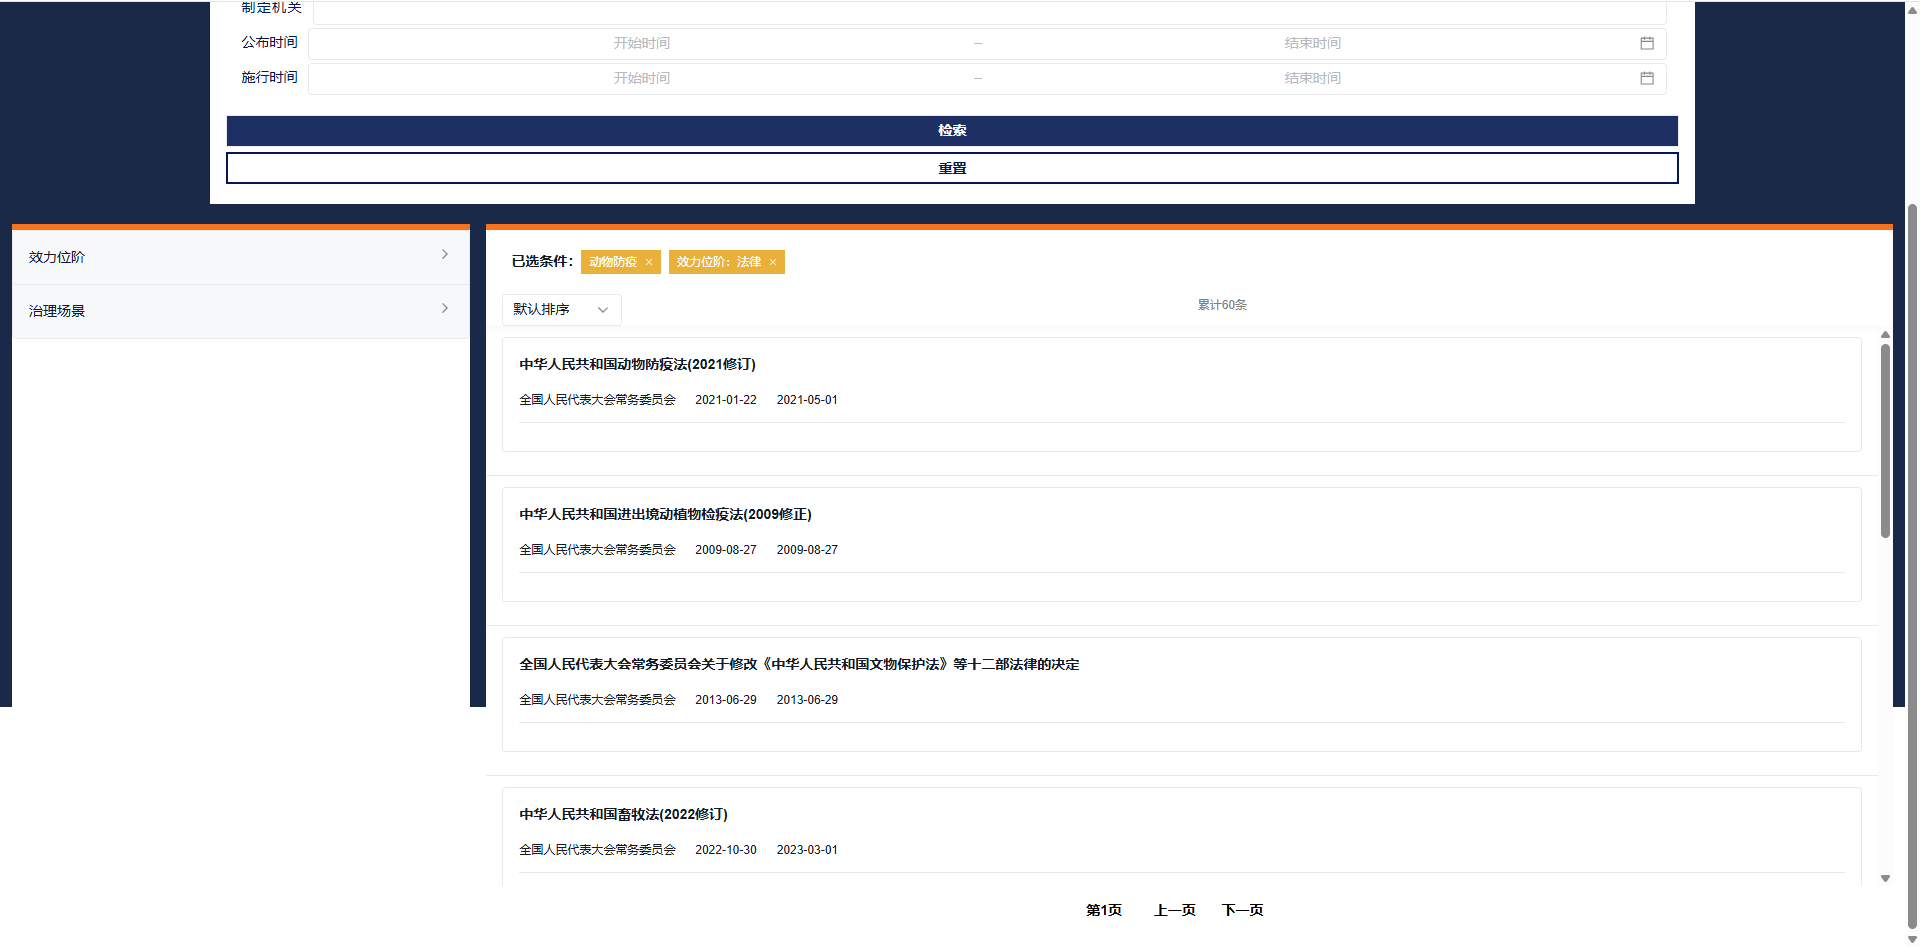 制定机关
公布时间 开始时间 – 结束时间
施行时间 开始时间 – 结束时间
检索
重置
效力位阶
治理场景
已选条件： 动物防疫 × 效力位阶：法律 ×
默认排序 累计60条
中华人民共和国动物防疫法(2021修订)
全国人民代表大会常务委员会 2021-01-22 2021-05-01
中华人民共和国进出境动植物检疫法(2009修正)
全国人民代表大会常务委员会 2009-08-27 2009-08-27
全国人民代表大会常务委员会关于修改《中华人民共和国文物保护法》等十二部法律的决定
全国人民代表大会常务委员会 2013-06-29 2013-06-29
中华人民共和国畜牧法(2022修订)
全国人民代表大会常务委员会 2022-10-30 2023-03-01
第1页 上一页 下一页